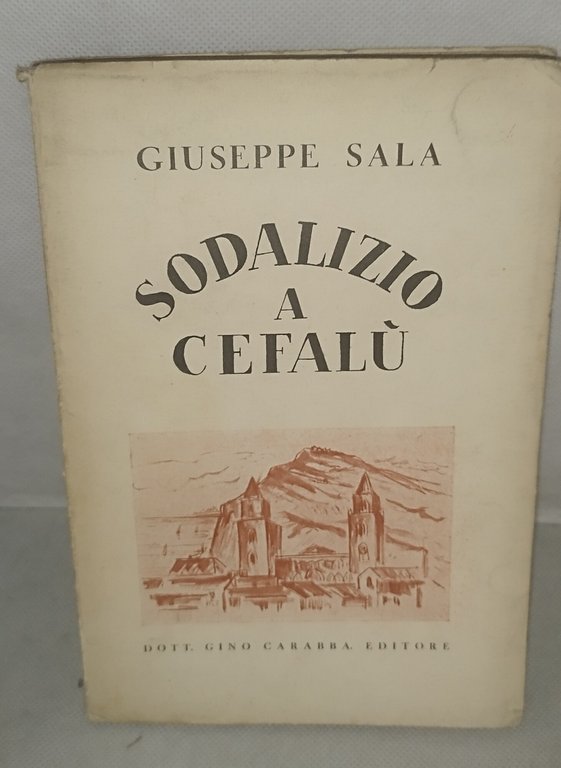 GIUSEPPE SALA
SODALIZIO
A
CEFALÙ
DOTT. GINO CARABBA. EDITORE